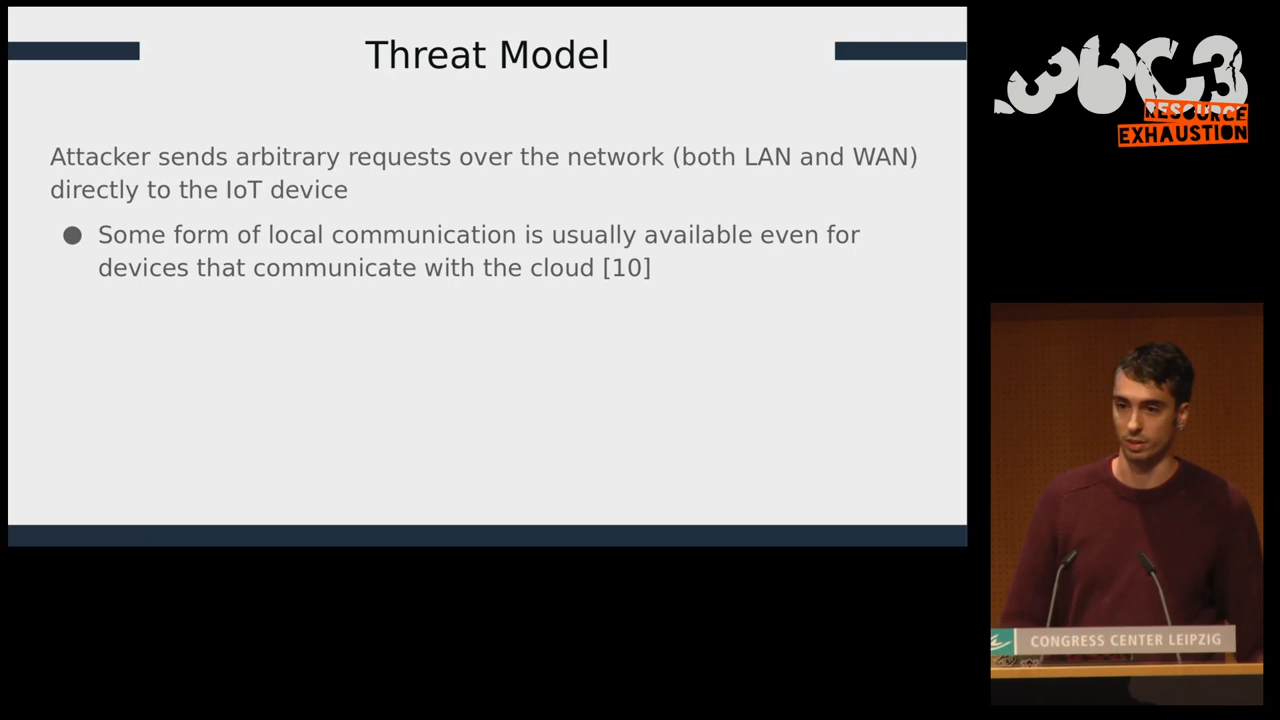 Threat Model
Attacker sends arbitrary requests over the network (both LAN and WAN)
directly to the IoT device
● Some form of local communication is usually available even for
devices that communicate with the cloud [10]
36C3
RESOURCE
EXHAUSTION
CONGRESS CENTER LEIPZIG